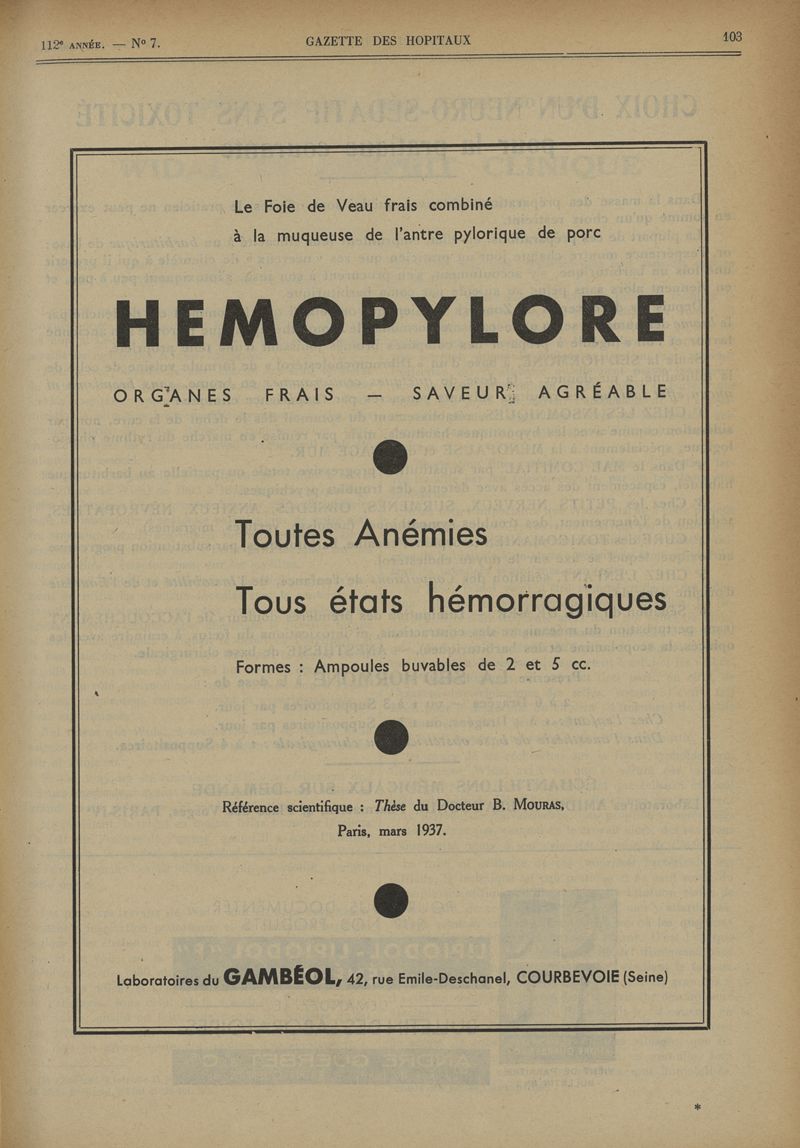 112e ANNÉE. — No 7.
GAZETTE DES HOPITAUX
103
Le Foie de Veau frais combiné
à la muqueuse de l'antre pylorique de porc
HEMOPYLORE
ORGANES FRAIS — SAVEUR AGRÉABLE
Toutes Anémies
Tous états hémorragiques
Formes : Ampoules buvables de 2 et 5 cc.
Référence scientifique : Thèse du Docteur B. MOURAS,
Paris, mars 1937.
Laboratoires du GAMBÉOL, 42, rue Emile-Deschanel, COURBEVOIE (Seine)
*